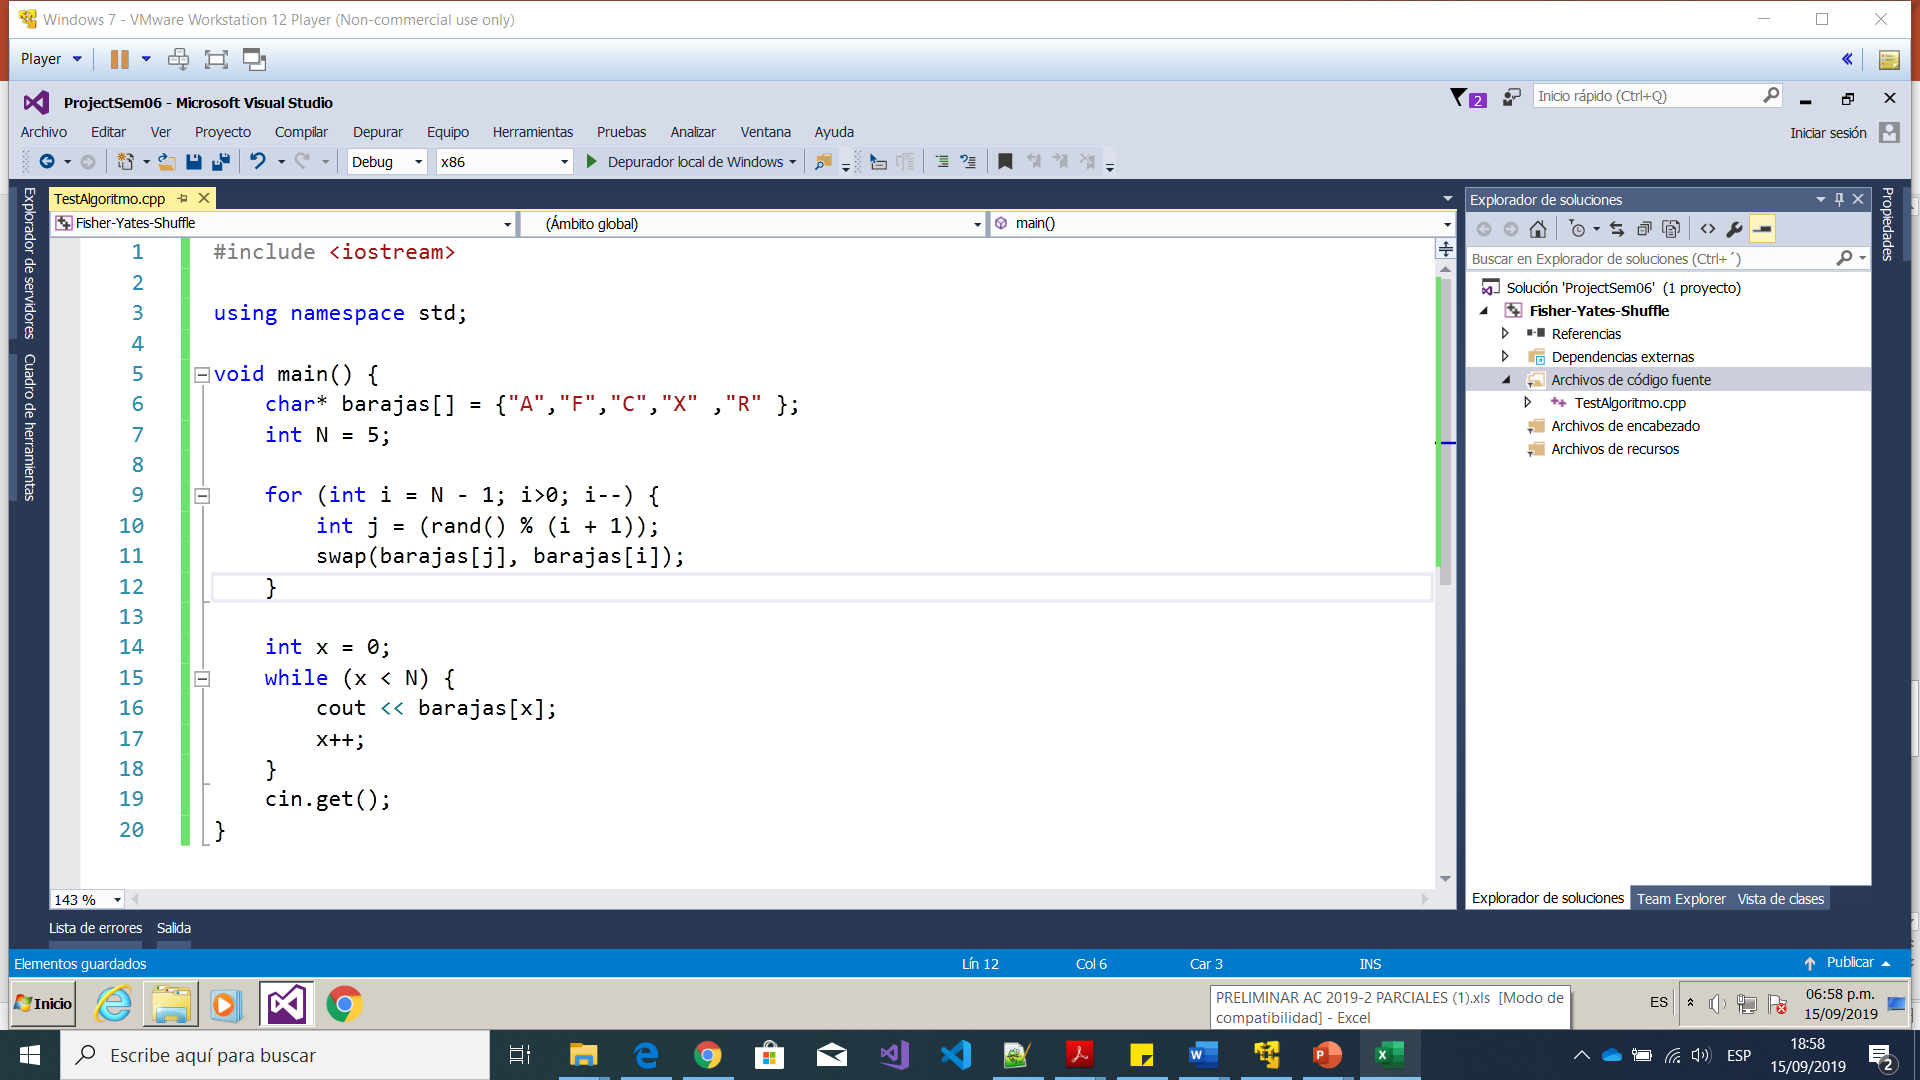 Windows 7 - VMware Workstation 12 Player (Non-commercial use only)
Player
ProjectSem06 - Microsoft Visual Studio
2
Inicio rápido (Ctrl+Q)
Archivo Editar Ver Proyecto Compilar Depurar Equipo Herramientas Pruebas Analizar Ventana Ayuda
Iniciar sesión
Debug x86 Depurador local de Windows
Explorador de servidores
Cuadro de herramientas
TestAlgoritmo.cpp
Fisher-Yates-Shuffle (Ámbito global) main()
1 #include <iostream>
2
3 using namespace std;
4
5 void main() {
6 char* barajas[] = {"A","F","C","X" ,"R" };
7 int N = 5;
8
9 for (int i = N - 1; i>0; i--) {
10 int j = (rand() % (i + 1));
11 swap(barajas[j], barajas[i]);
12 }
13
14 int x = 0;
15 while (x < N) {
16 cout << barajas[x];
17 x++;
18 }
19 cin.get();
20 }
143 %
Explorador de soluciones
Buscar en Explorador de soluciones (Ctrl+´)
Solución 'ProjectSem06' (1 proyecto)
Fisher-Yates-Shuffle
Referencias
Dependencias externas
Archivos de código fuente
TestAlgoritmo.cpp
Archivos de encabezado
Archivos de recursos
Explorador de soluciones Team Explorer Vista de clases
Propiedades
Lista de errores Salida
Elementos guardados Lín 12 Col 6 Car 3 INS Publicar
Inicio
PRELIMINAR AC 2019-2 PARCIALES (1).xls [Modo de
compatibilidad] - Excel
ES
06:58 p.m.
15/09/2019
Escribe aquí para buscar
ESP
18:58
15/09/2019
2